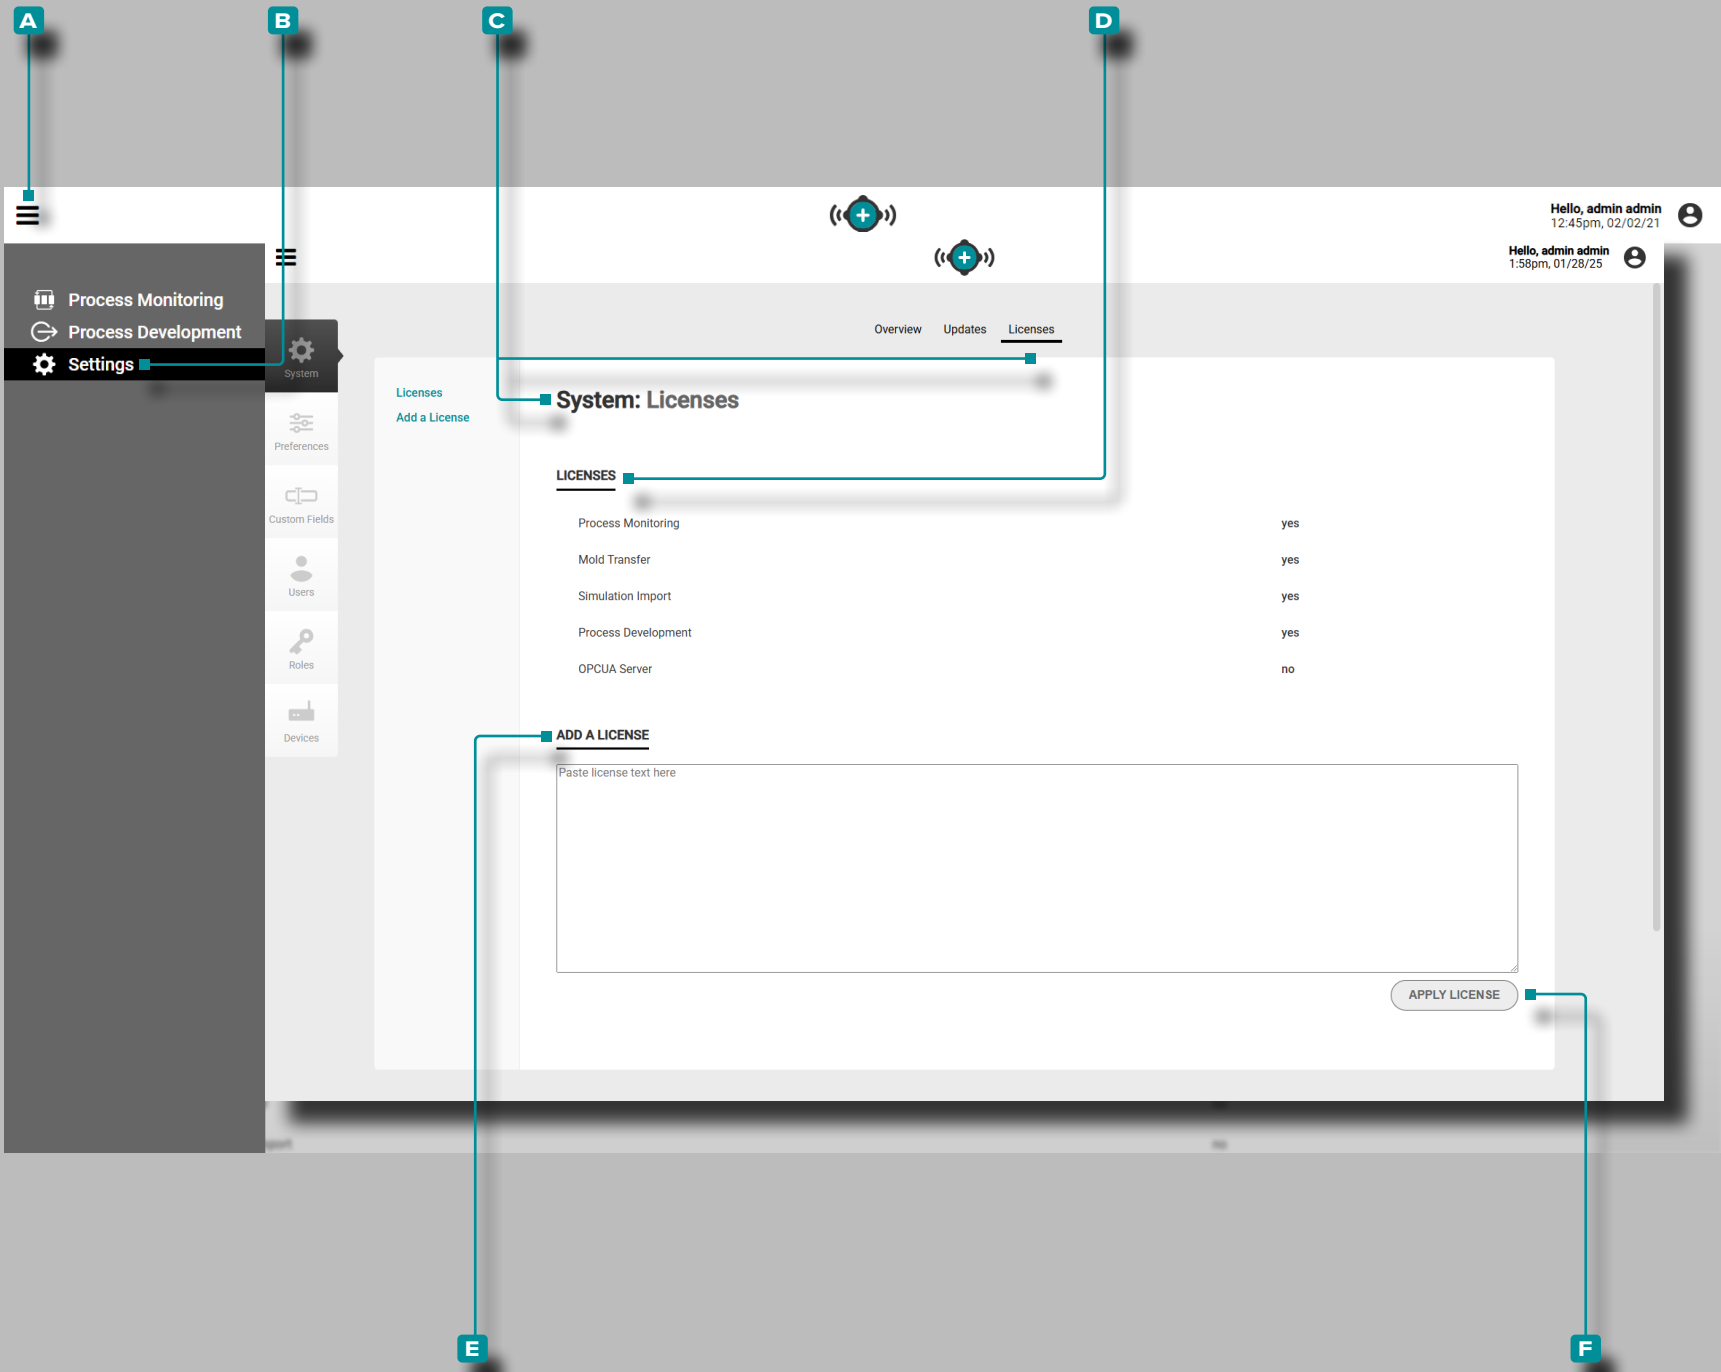 A
B
C
D
Hello, admin admin
12:45pm, 02/02/21
Hello, admin admin
1:58pm, 01/28/25
Process Monitoring
Process Development
Settings
System
Preferences
Custom Fields
Users
Roles
Devices
Overview Updates Licenses
Licenses
Add a License
System: Licenses
LICENSES
Process Monitoring yes
Mold Transfer yes
Simulation Import yes
Process Development yes
OPCUA Server no
ADD A LICENSE
Paste license text here
APPLY LICENSE
E
F